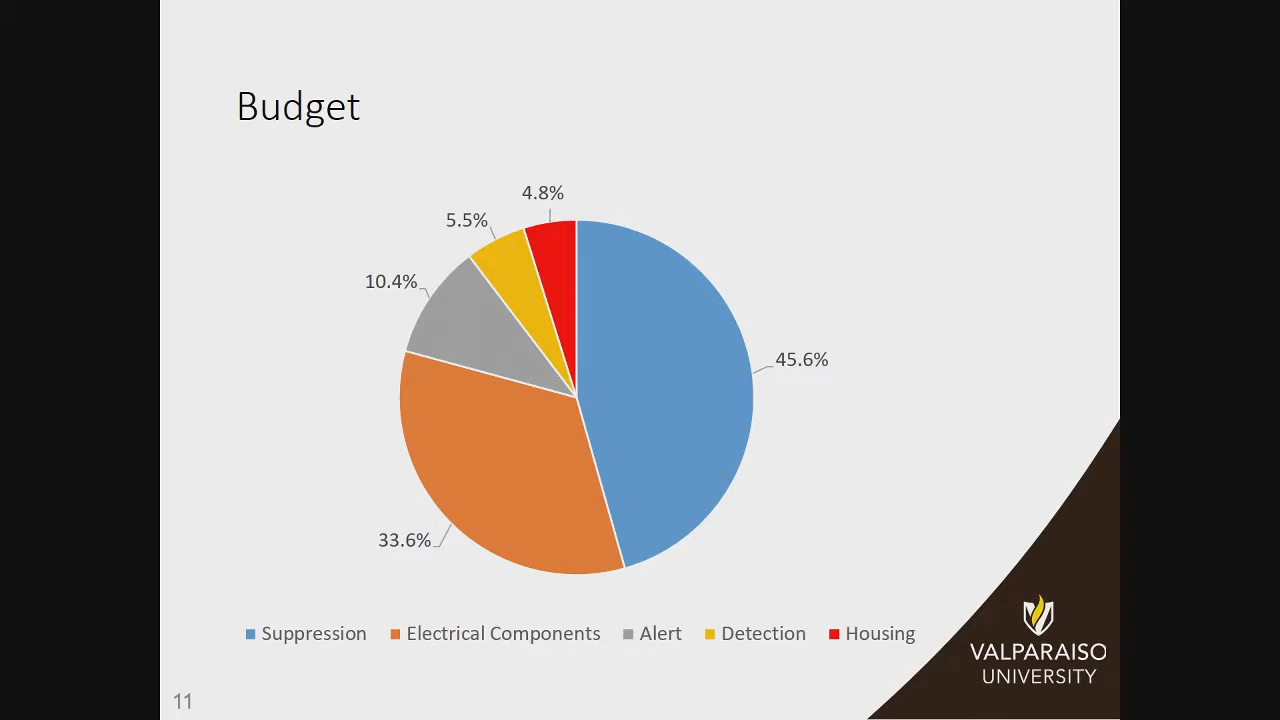 Budget
4.8%
5.5%
10.4%
45.6%
33.6%
Suppression Electrical Components Alert Detection Housing
VALPARAISO
UNIVERSITY
11